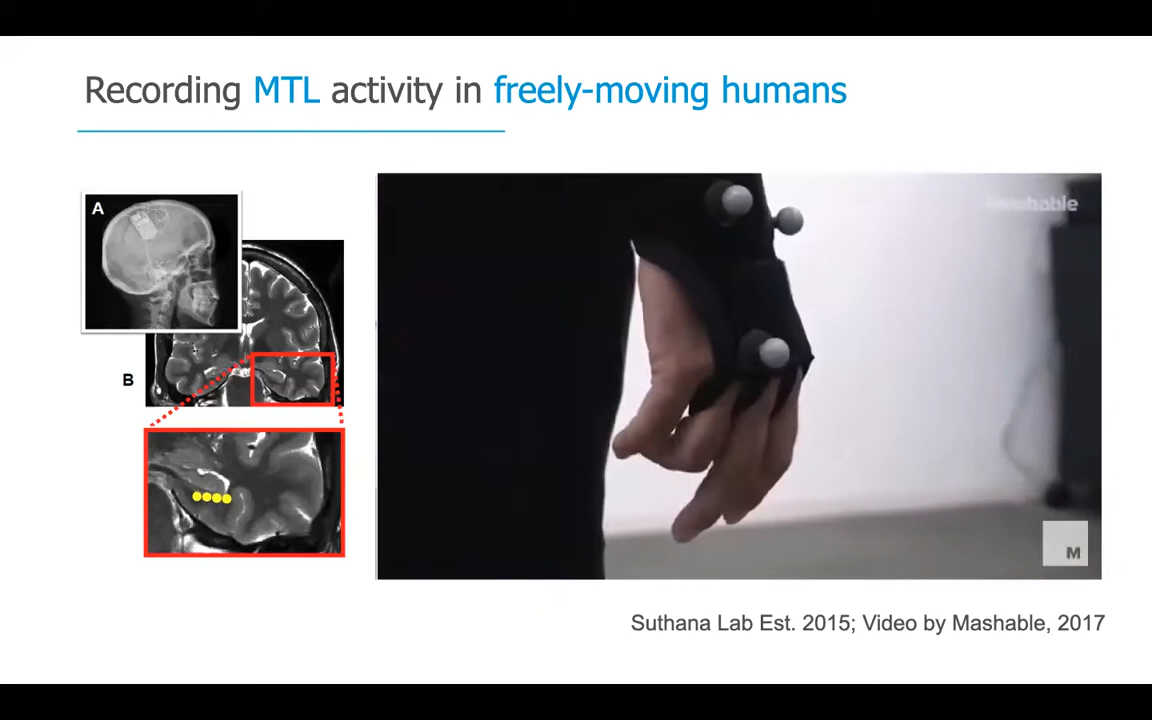 Recording MTL activity in freely-moving humans
A
B
M
Suthana Lab Est. 2015; Video by Mashable, 2017